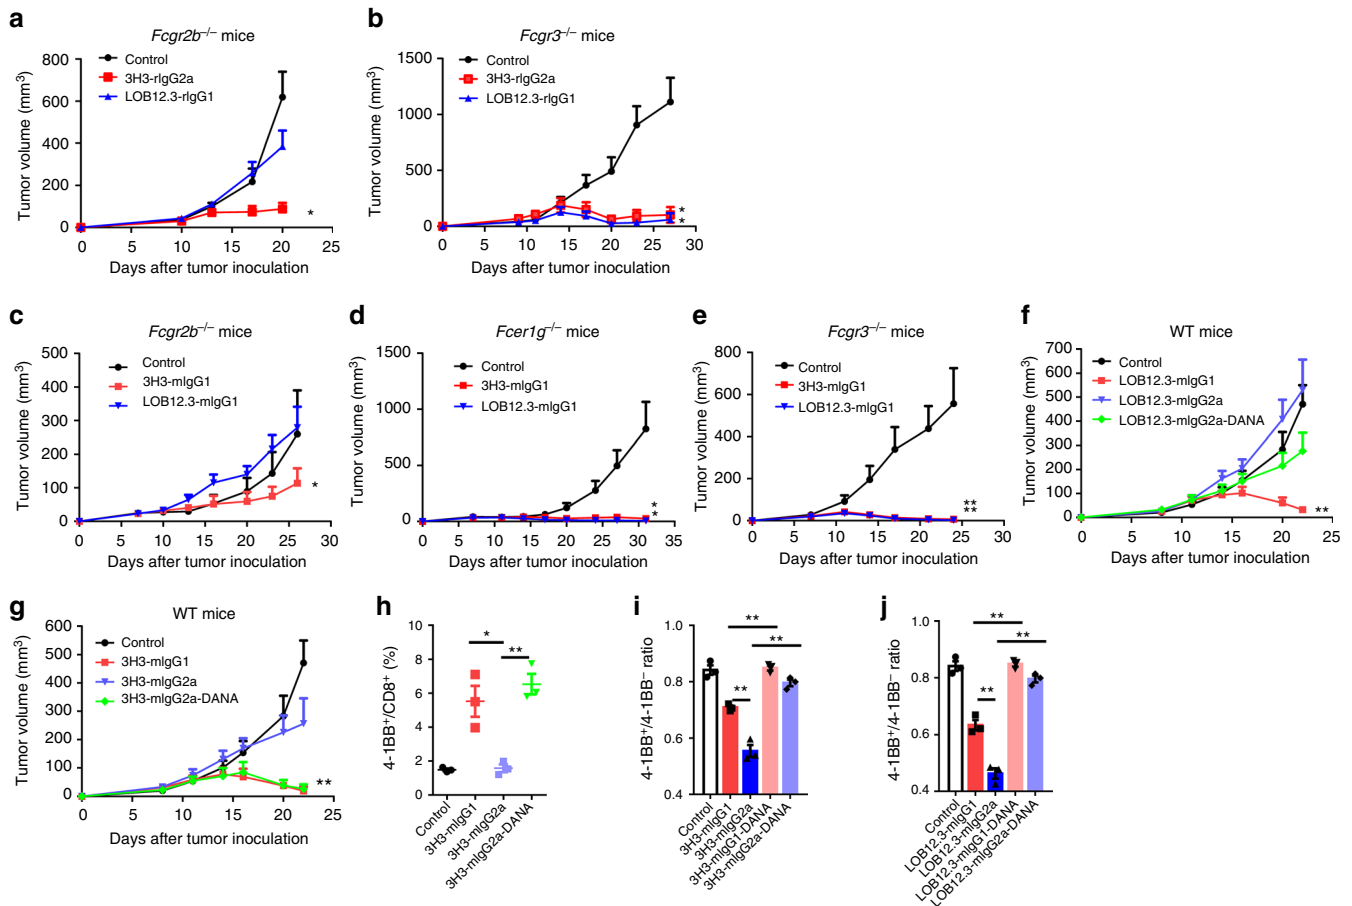 a
Fcgr2b–/– mice
Tumor volume (mm3)
800
600
400
200
0
Control
3H3-rIgG2a
LOB12.3-rIgG1
*
0 5 10 15 20 25
Days after tumor inoculation
b
Fcgr3–/– mice
Tumor volume (mm3)
1500
1000
500
0
Control
3H3-rIgG2a
LOB12.3-rIgG1
*
*
0 5 10 15 20 25 30
Days after tumor inoculation
c
Fcgr2b–/– mice
Tumor volume (mm3)
500
400
300
200
100
0
Control
3H3-mIgG1
LOB12.3-mIgG1
*
0 5 10 15 20 25 30
Days after tumor inoculation
d
Fcer1g–/– mice
Tumor volume (mm3)
1500
1000
500
0
Control
3H3-mIgG1
LOB12.3-mIgG1
*
*
0 5 10 15 20 25 30 35
Days after tumor inoculation
e
Fcgr3–/– mice
Tumor volume (mm3)
800
600
400
200
0
Control
3H3-mIgG1
LOB12.3-mIgG1
**
**
0 5 10 15 20 25 30
Days after tumor inoculation
f
WT mice
Tumor volume (mm3)
700
600
500
400
300
200
100
0
Control
LOB12.3-mIgG1
LOB12.3-mIgG2a
LOB12.3-mIgG2a-DANA
**
0 5 10 15 20 25
Days after tumor inoculation
g
WT mice
Tumor volume (mm3)
600
500
400
300
200
100
0
Control
3H3-mIgG1
3H3-mIgG2a
3H3-mIgG2a-DANA
**
0 5 10 15 20 25
Days after tumor inoculation
h
4-1BB+/CD8+ (%)
10
8
6
4
2
0
*
**
Control
3H3-mIgG1
3H3-mIgG2a
3H3-mIgG2a-DANA
i
4-1BB+/4-1BB– ratio
1.0
0.8
0.6
0.4
**
**
**
Control
3H3-mIgG1
3H3-mIgG2a
3H3-mIgG1-DANA
3H3-mIgG2a-DANA
j
4-1BB+/4-1BB– ratio
1.0
0.8
0.6
0.4
**
**
**
Control
LOB12.3-mIgG1
LOB12.3-mIgG2a
LOB12.3-mIgG1-DANA
LOB12.3-mIgG2a-DANA